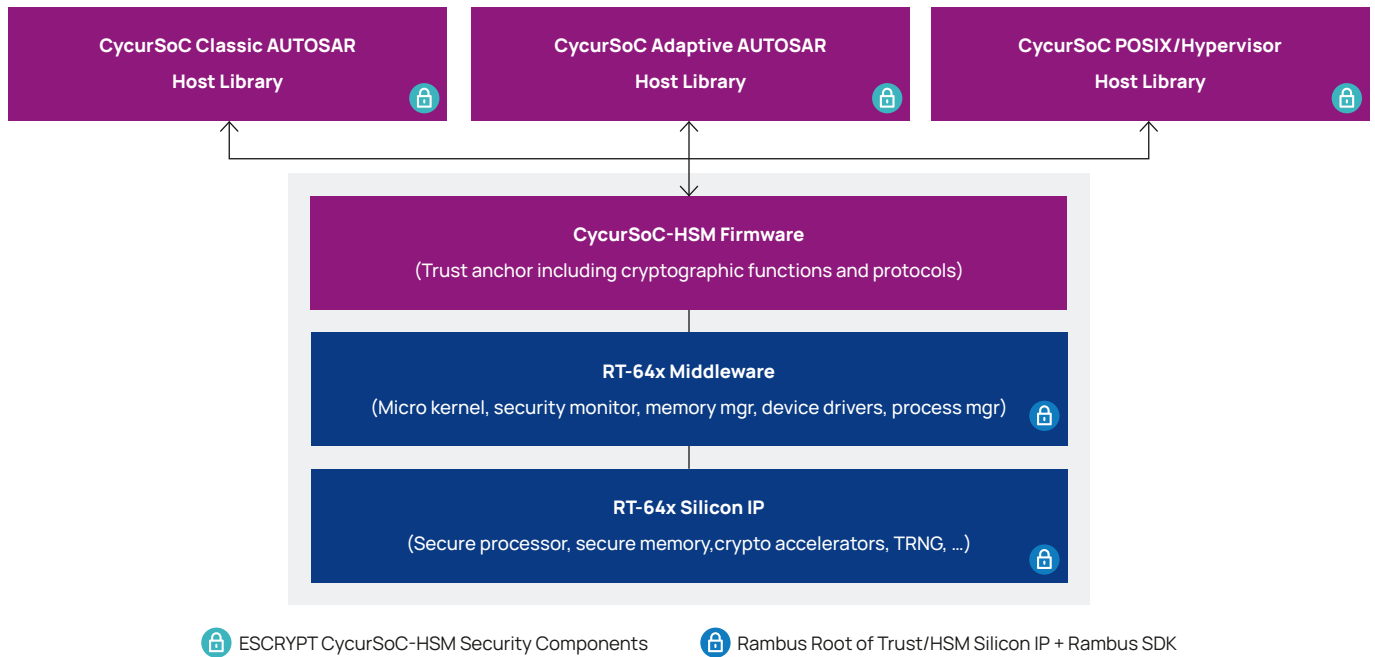 CycurSoC Classic AUTOSAR
Host Library
CycurSoC Adaptive AUTOSAR
Host Library
CycurSoC POSIX/Hypervisor
Host Library
CycurSoC-HSM Firmware
(Trust anchor including cryptographic functions and protocols)
RT-64x Middleware
(Micro kernel, security monitor, memory mgr, device drivers, process mgr)
RT-64x Silicon IP
(Secure processor, secure memory,crypto accelerators, TRNG, ...)
ESCRYPT CycurSoC-HSM Security Components
Rambus Root of Trust/HSM Silicon IP + Rambus SDK